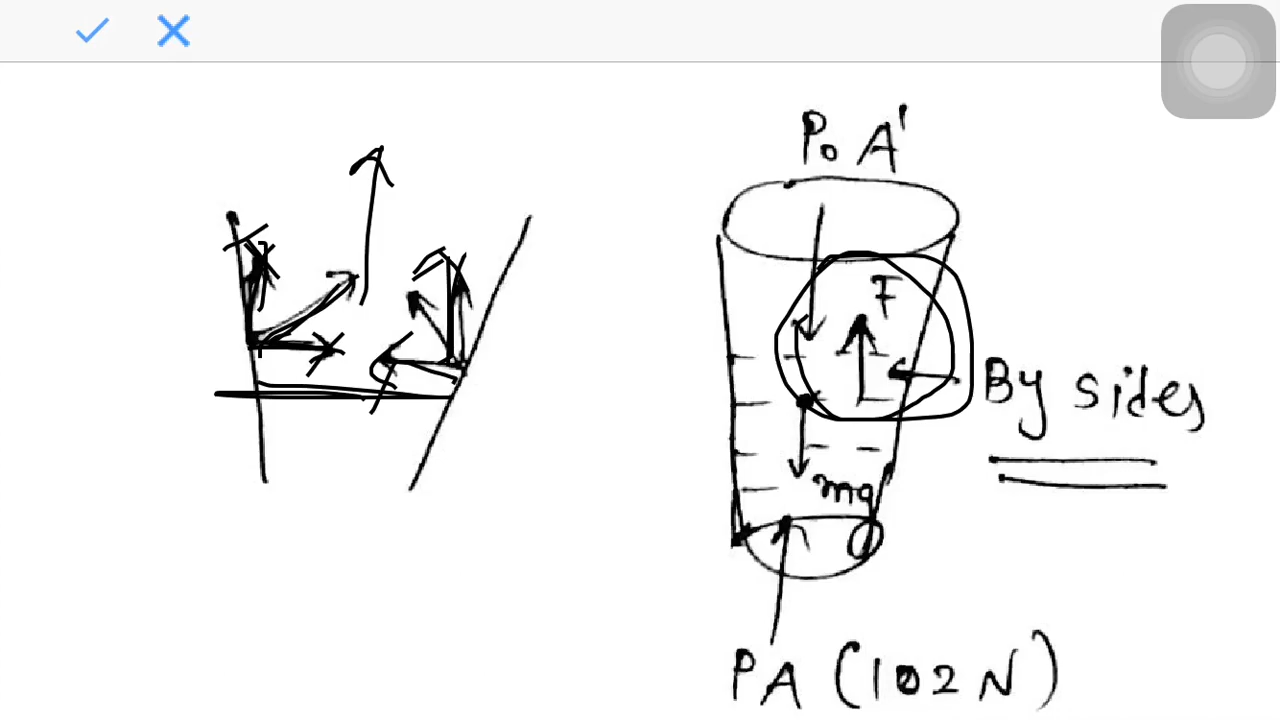 P₀ A'
F
By sides
mg
PA (102 N)